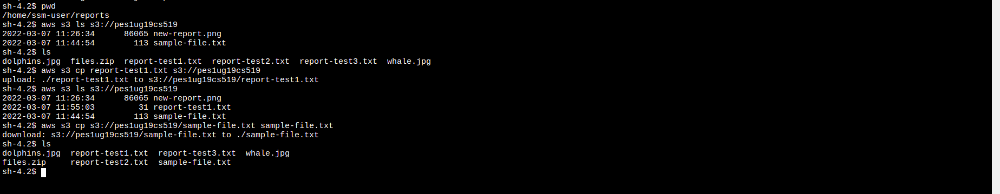 sh-4.2$ pwd
/home/ssm-user/reports
sh-4.2$ aws s3 ls s3://pes1ug19cs519
2022-03-07 11:26:34      86065 new-report.png
2022-03-07 11:44:54        113 sample-file.txt
sh-4.2$ ls
dolphins.jpg  files.zip  report-test1.txt  report-test2.txt  report-test3.txt  whale.jpg
sh-4.2$ aws s3 cp report-test1.txt s3://pes1ug19cs519
upload: ./report-test1.txt to s3://pes1ug19cs519/report-test1.txt
sh-4.2$ aws s3 ls s3://pes1ug19cs519
2022-03-07 11:26:34      86065 new-report.png
2022-03-07 11:55:03         31 report-test1.txt
2022-03-07 11:44:54        113 sample-file.txt
sh-4.2$ aws s3 cp s3://pes1ug19cs519/sample-file.txt sample-file.txt
download: s3://pes1ug19cs519/sample-file.txt to ./sample-file.txt
sh-4.2$ ls
dolphins.jpg  report-test1.txt  report-test3.txt  whale.jpg
files.zip     report-test2.txt  sample-file.txt
sh-4.2$